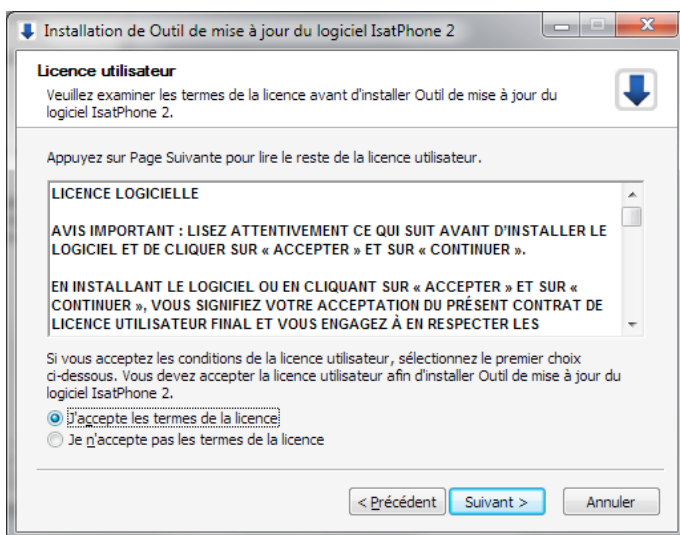 Installation de Outil de mise à jour du logiciel IsatPhone 2
Licence utilisateur
Veuillez examiner les termes de la licence avant d'installer Outil de mise à jour du
logiciel IsatPhone 2.
Appuyez sur Page Suivante pour lire le reste de la licence utilisateur.
LICENCE LOGICIELLE
AVIS IMPORTANT : LISEZ ATTENTIVEMENT CE QUI SUIT AVANT D'INSTALLER LE
LOGICIEL ET DE CLIQUER SUR « ACCEPTER » ET SUR « CONTINUER ».
EN INSTALLANT LE LOGICIEL OU EN CLIQUANT SUR « ACCEPTER » ET SUR «
CONTINUER », VOUS SIGNIFIEZ VOTRE ACCEPTATION DU PRÉSENT CONTRAT DE
LICENCE UTILISATEUR FINAL ET VOUS ENGAGEZ À EN RESPECTER LES
Si vous acceptez les conditions de la licence utilisateur, sélectionnez le premier choix
ci-dessous. Vous devez accepter la licence utilisateur afin d'installer Outil de mise à jour du
logiciel IsatPhone 2.
J'accepte les termes de la licence
Je n'accepte pas les termes de la licence
< Précédent Suivant > Annuler